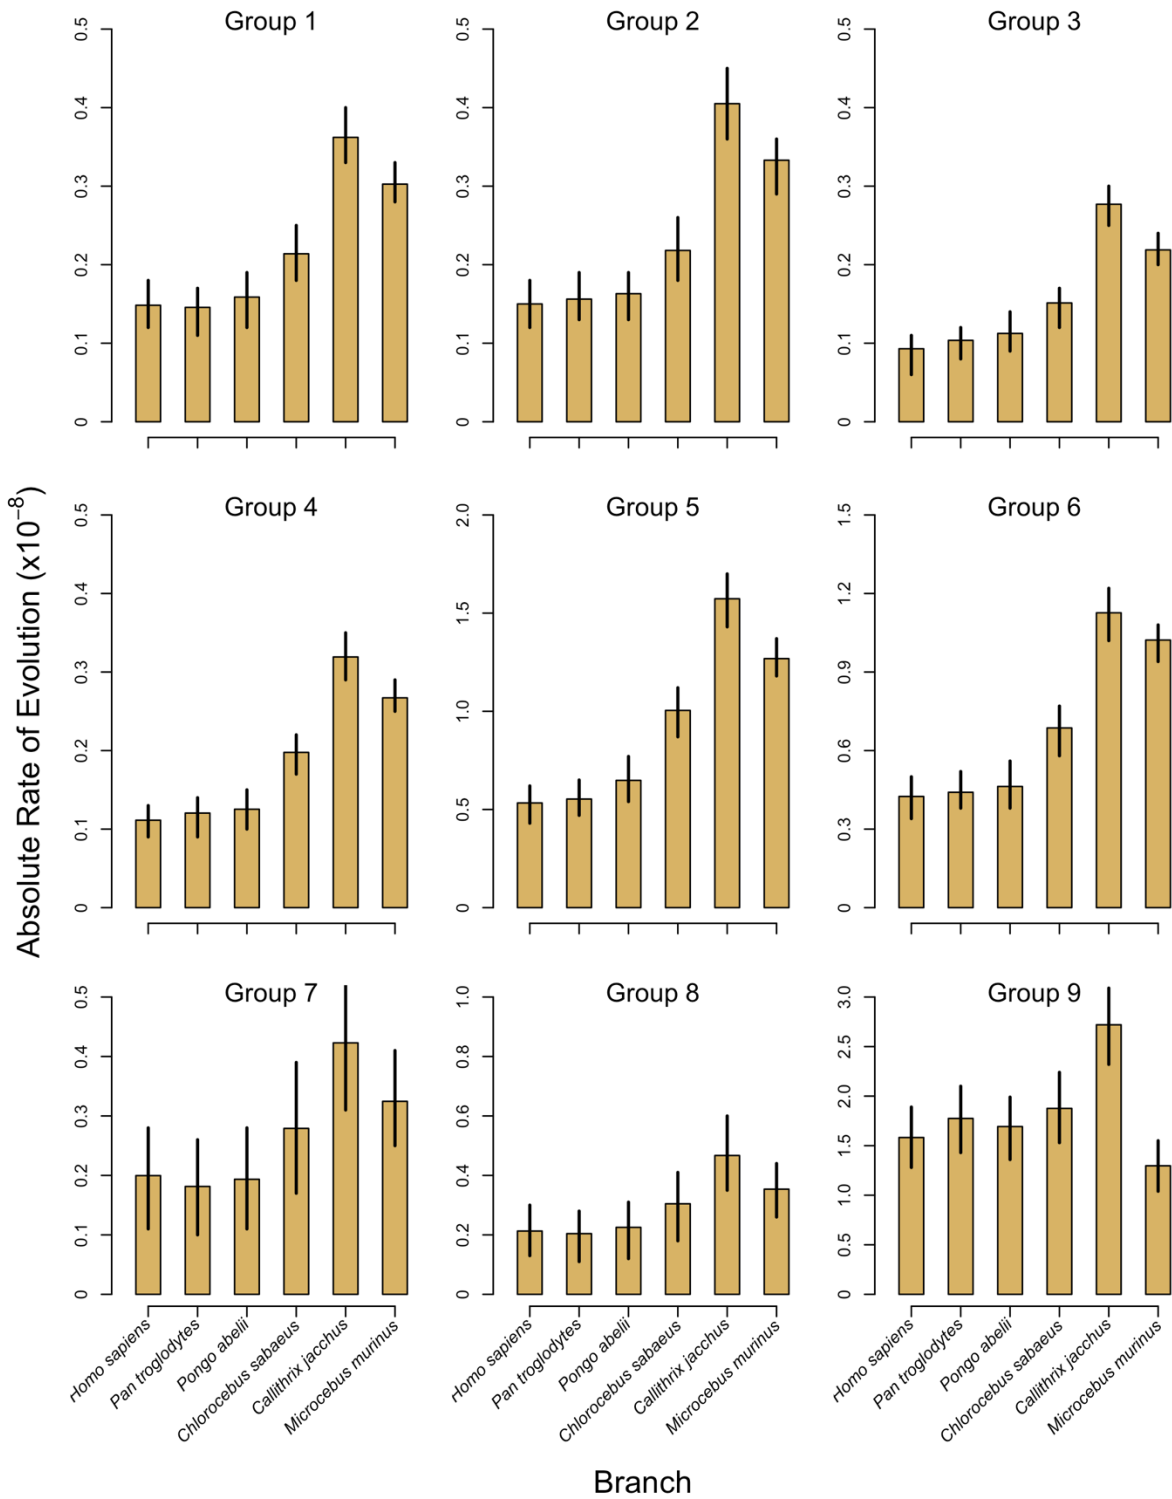 Group 1
0.5
0.4
0.3
0.2
0.1
0
Group 2
0.5
0.4
0.3
0.2
0.1
0
Group 3
0.5
0.4
0.3
0.2
0.1
0
Absolute Rate of Evolution (x10⁻⁸)
Group 4
0.5
0.4
0.3
0.2
0.1
0
Group 5
2.0
1.5
1.0
0.5
0
Group 6
1.5
1.2
0.9
0.6
0.3
0
Group 7
0.5
0.4
0.3
0.2
0.1
0
Group 8
1.0
0.8
0.6
0.4
0.2
0
Group 9
3.0
2.5
2.0
1.5
1.0
0.5
0
Homo sapiens
Pan troglodytes
Pongo abelii
Chlorocebus sabaeus
Callithrix jacchus
Microcebus murinus
Homo sapiens
Pan troglodytes
Pongo abelii
Chlorocebus sabaeus
Callithrix jacchus
Microcebus murinus
Homo sapiens
Pan troglodytes
Pongo abelii
Chlorocebus sabaeus
Callithrix jacchus
Microcebus murinus
Branch